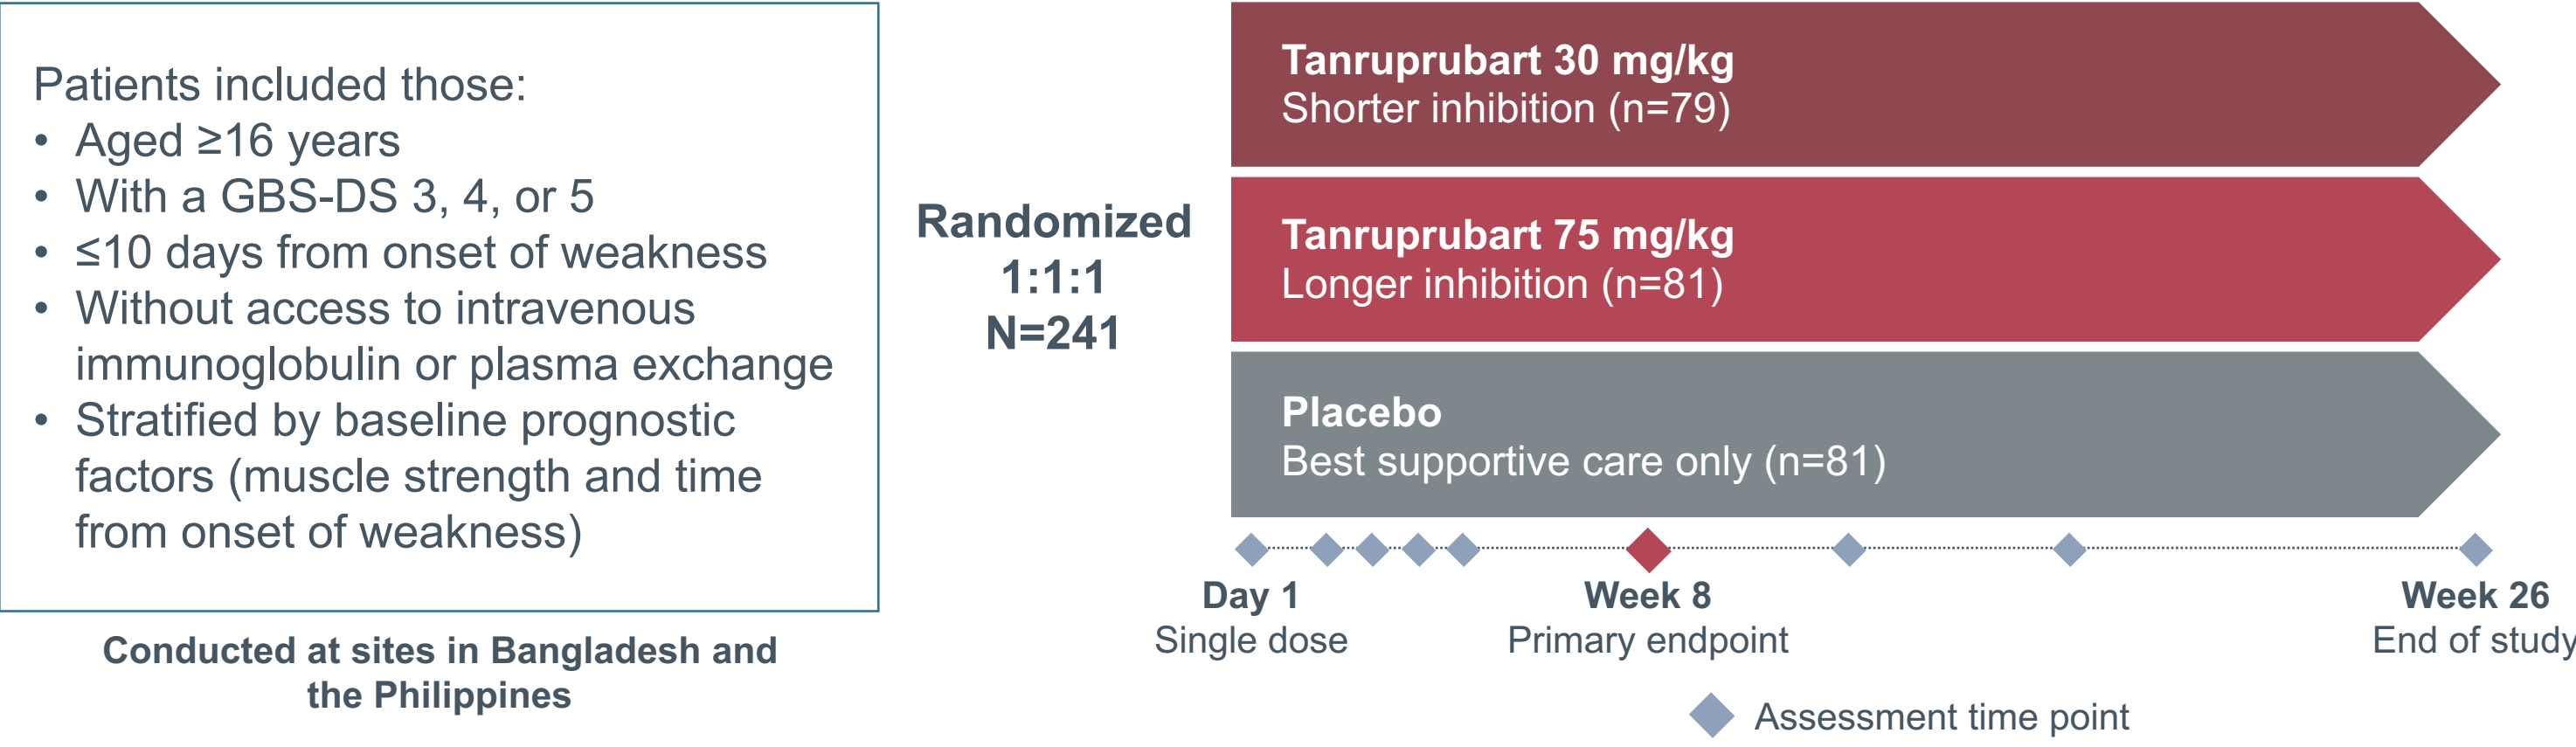 Patients included those:
• Aged ≥16 years
• With a GBS-DS 3, 4, or 5
• ≤10 days from onset of weakness
• Without access to intravenous
immunoglobulin or plasma exchange
• Stratified by baseline prognostic
factors (muscle strength and time
from onset of weakness)
Conducted at sites in Bangladesh and
the Philippines
Randomized
1:1:1
N=241
Tanruprubart 30 mg/kg
Shorter inhibition (n=79)
Tanruprubart 75 mg/kg
Longer inhibition (n=81)
Placebo
Best supportive care only (n=81)
Day 1
Single dose
Week 8
Primary endpoint
Week 26
End of study
Assessment time point